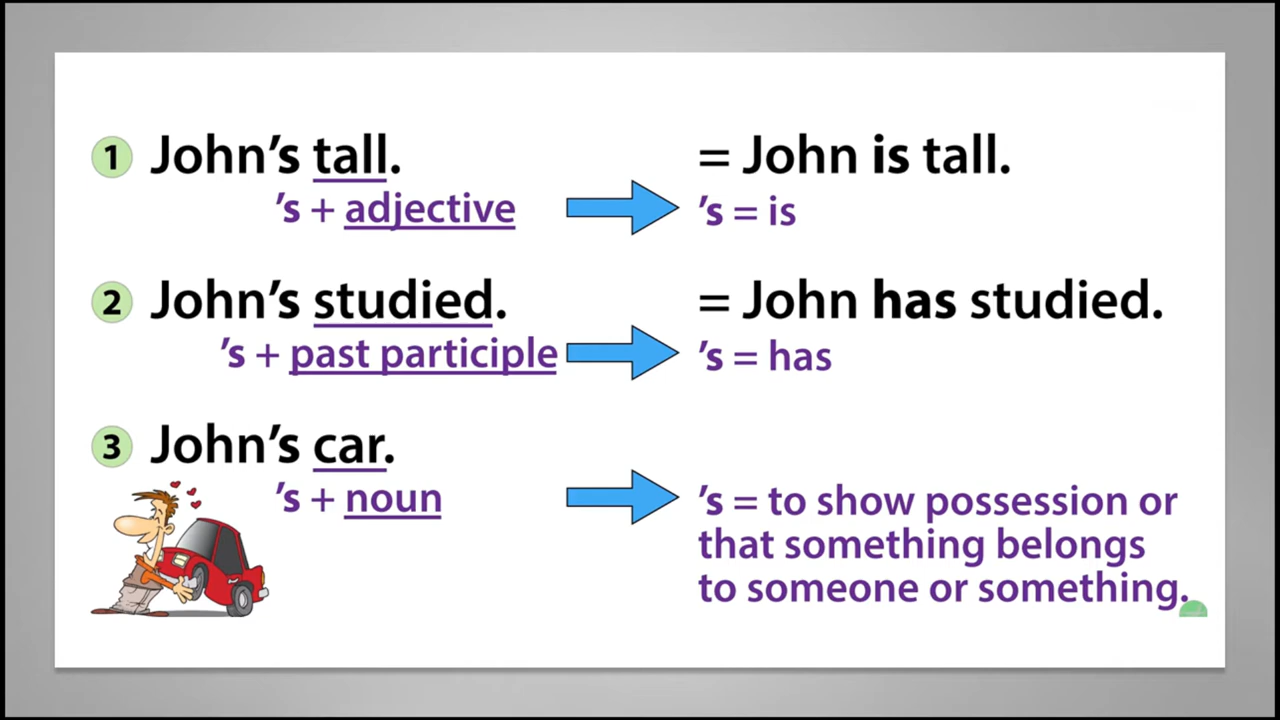 1 John’s tall. = John is tall.
’s + adjective ’s = is
2 John’s studied. = John has studied.
’s + past participle ’s = has
3 John’s car.
’s + noun ’s = to show possession or
that something belongs
to someone or something.